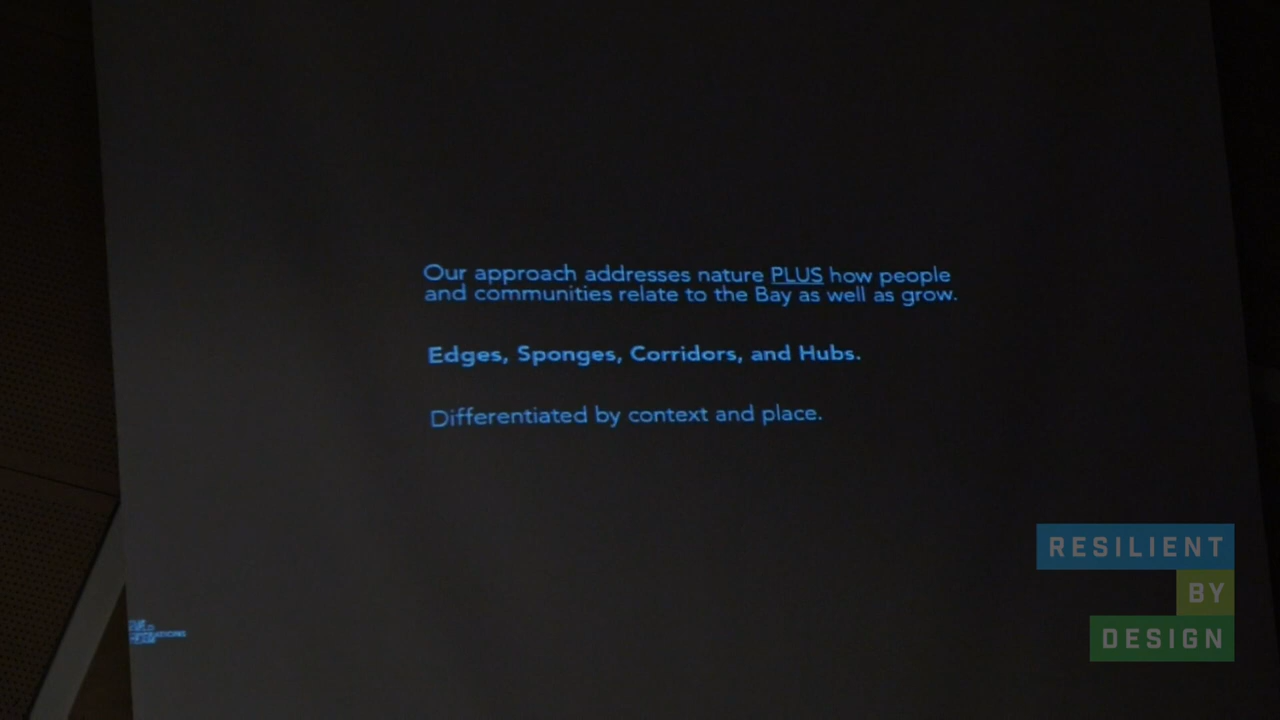 Our approach addresses nature PLUS how people
and communities relate to the Bay as well as grow.
Edges, Sponges, Corridors, and Hubs.
Differentiated by context and place.
RESILIENT
BY
DESIGN